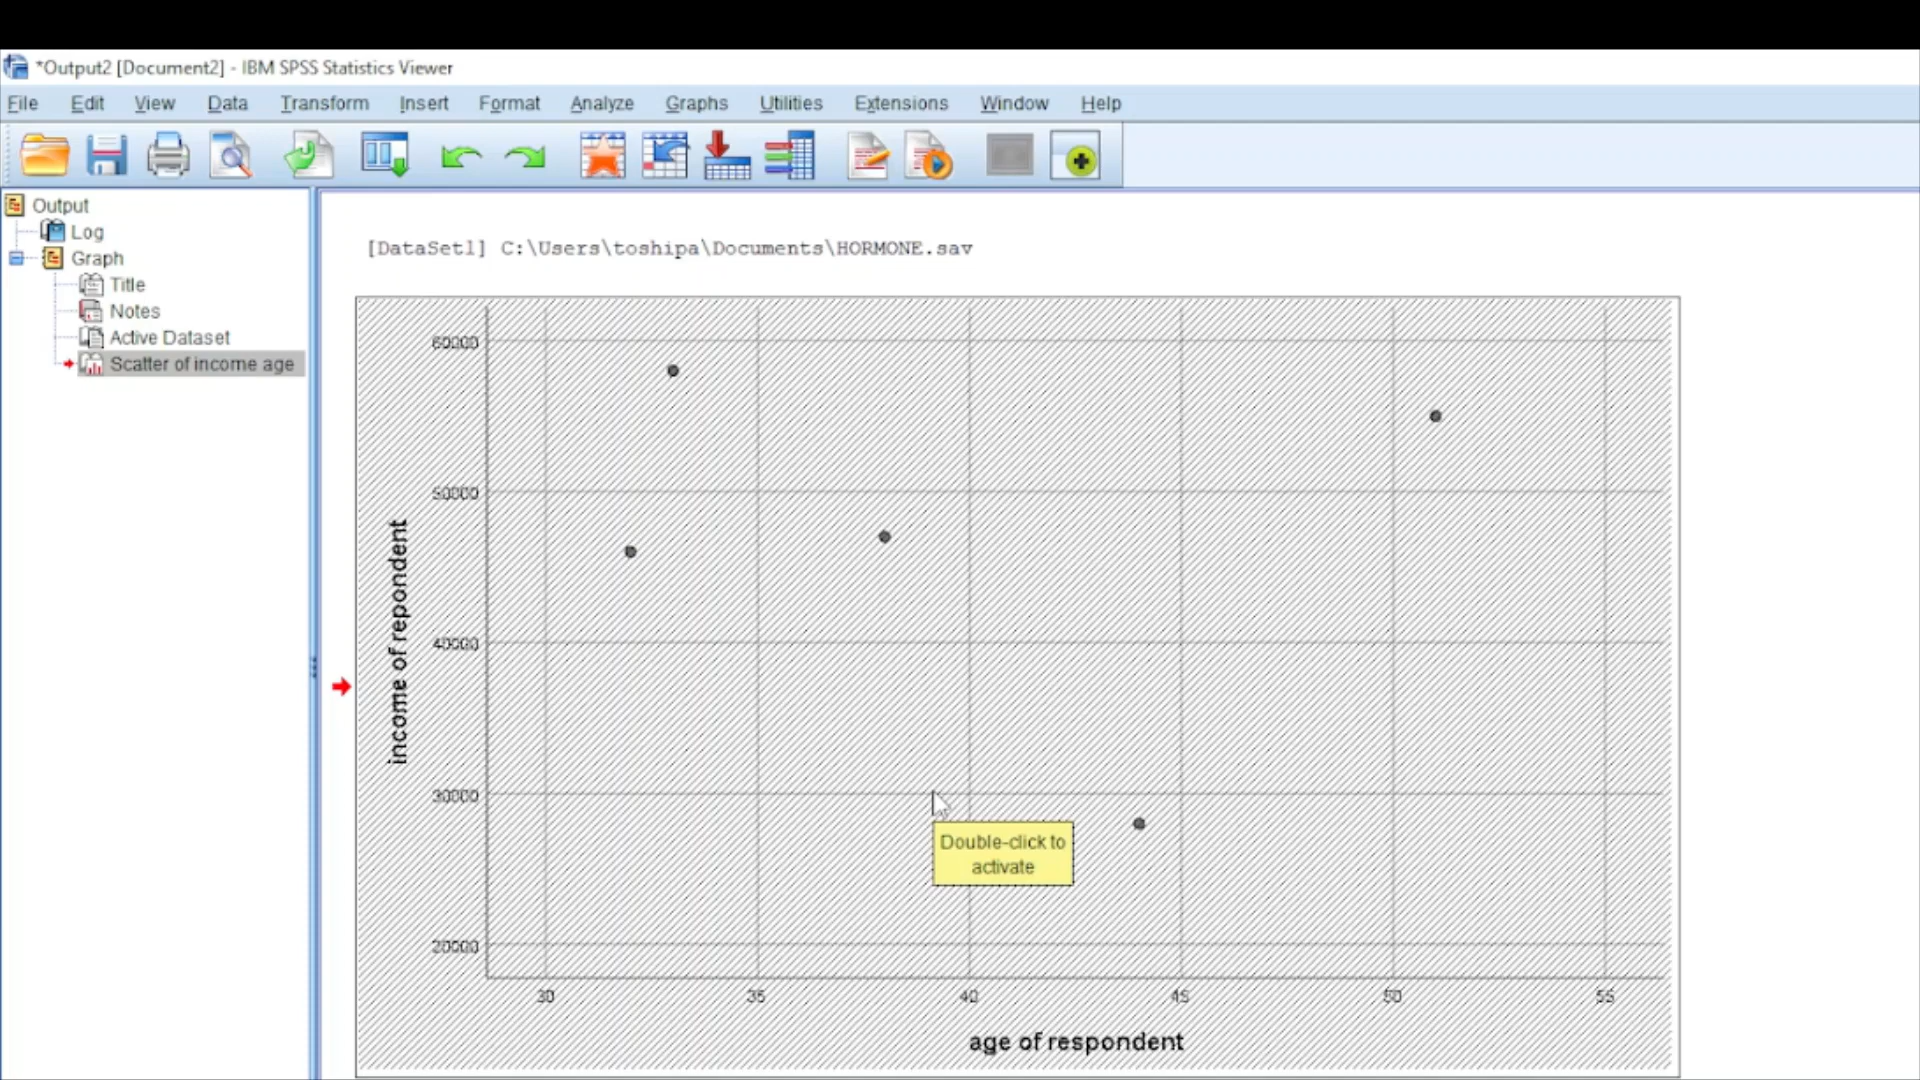 *Output2 [Document2] - IBM SPSS Statistics Viewer
File Edit View Data Transform Insert Format Analyze Graphs Utilities Extensions Window Help
Output
Log
Graph
Title
Notes
Active Dataset
Scatter of income age
[DataSet1] C:\Users\toshipa\Documents\HORMONE.sav
60000
50000
40000
30000
20000
income of repondent
Double-click to
activate
30 35 40 45 50 55
age of respondent